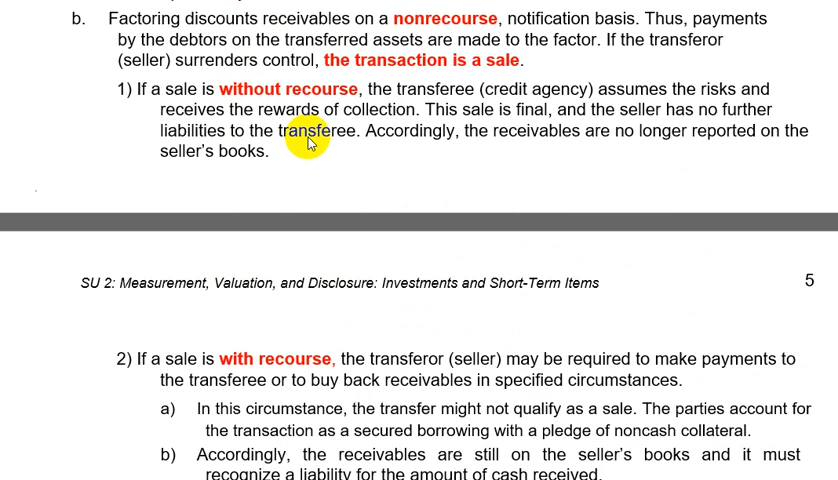 b. Factoring discounts receivables on a nonrecourse, notification basis. Thus, payments
by the debtors on the transferred assets are made to the factor. If the transferor
(seller) surrenders control, the transaction is a sale.
1) If a sale is without recourse, the transferee (credit agency) assumes the risks and
receives the rewards of collection. This sale is final, and the seller has no further
liabilities to the transferee. Accordingly, the receivables are no longer reported on the
seller's books.
SU 2: Measurement, Valuation, and Disclosure: Investments and Short-Term Items 5
2) If a sale is with recourse, the transferor (seller) may be required to make payments to
the transferee or to buy back receivables in specified circumstances.
a) In this circumstance, the transfer might not qualify as a sale. The parties account for
the transaction as a secured borrowing with a pledge of noncash collateral.
b) Accordingly, the receivables are still on the seller's books and it must
recognize a liability for the amount of cash received.